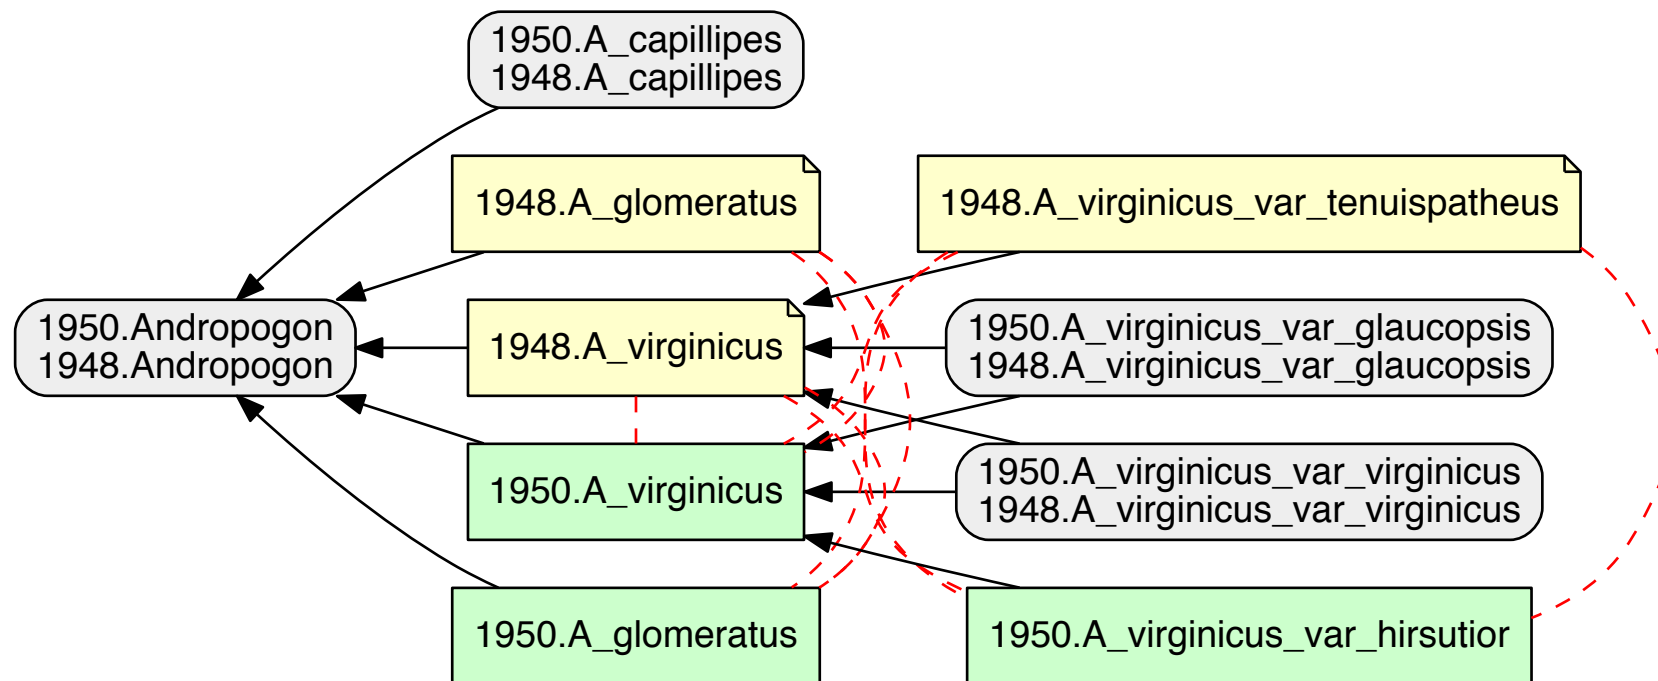 1950.A_capillipes
1948.A_capillipes
1948.A_glomeratus
1948.A_virginicus_var_tenuispatheus
1950.Andropogon
1948.Andropogon
1948.A_virginicus
1950.A_virginicus_var_glaucopsis
1948.A_virginicus_var_glaucopsis
1950.A_virginicus
1950.A_virginicus_var_virginicus
1948.A_virginicus_var_virginicus
1950.A_glomeratus
1950.A_virginicus_var_hirsutior